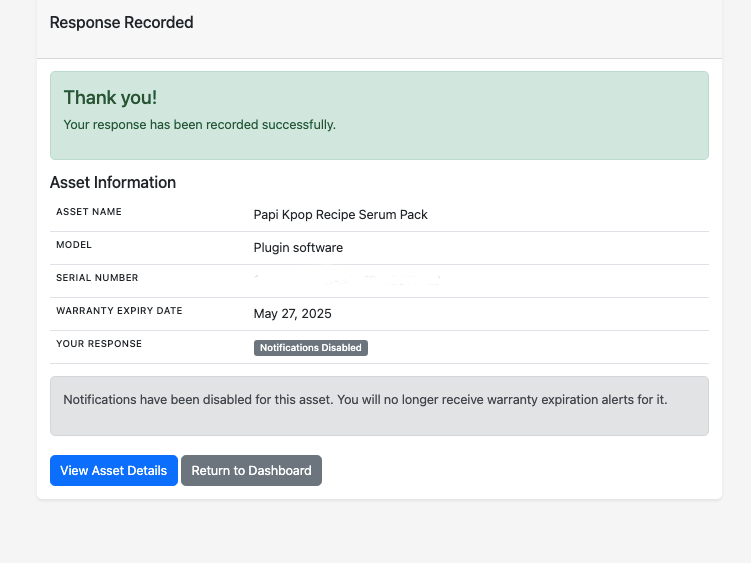 Response Recorded
Thank you!
Your response has been recorded successfully.
Asset Information
ASSET NAME Papi Kpop Recipe Serum Pack
MODEL Plugin software
SERIAL NUMBER
WARRANTY EXPIRY DATE May 27, 2025
YOUR RESPONSE Notifications Disabled
Notifications have been disabled for this asset. You will no longer receive warranty expiration alerts for it.
View Asset Details Return to Dashboard